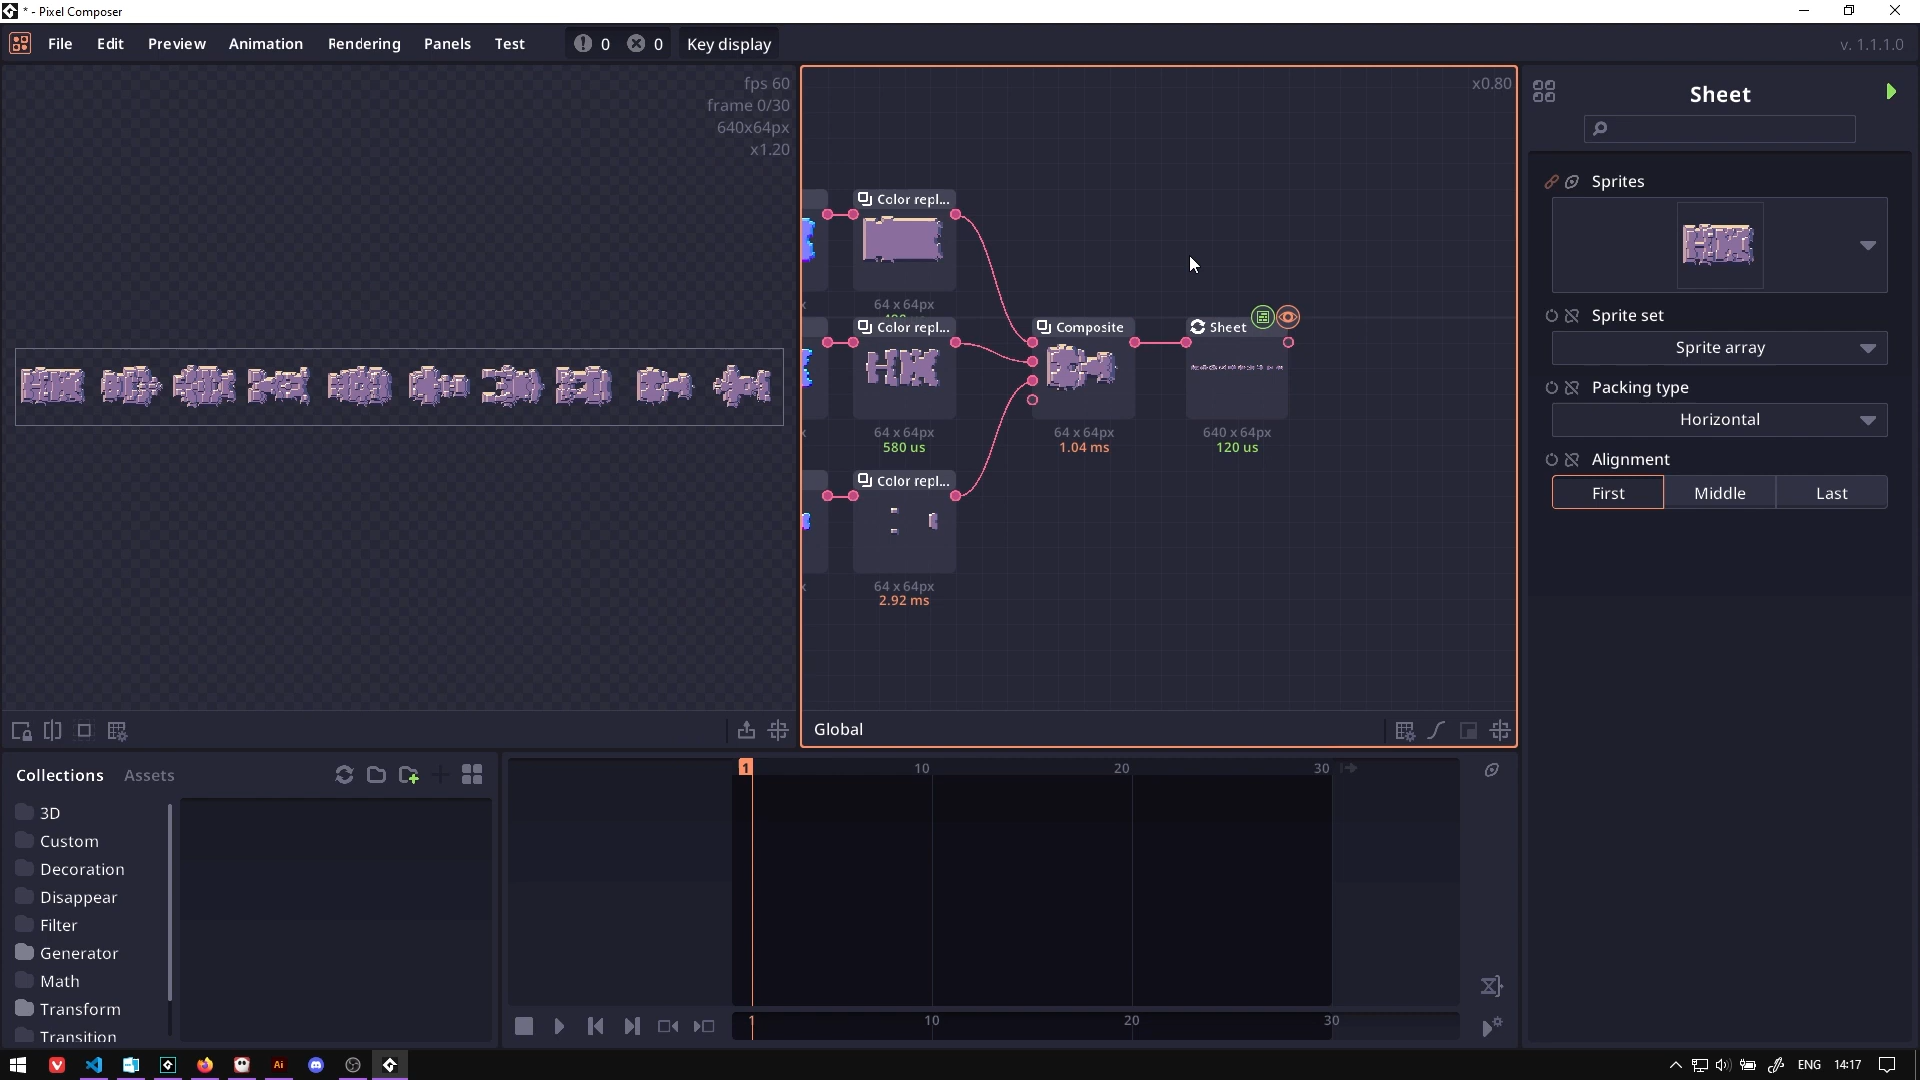 * - Pixel Composer
File Edit Preview Animation Rendering Panels Test 0 0 Key display v. 1.1.1.0
fps 60
frame 0/30
640x64px
x1.20
x0.80
Color repl...
64 x 64px
Color repl...
64 x 64px
580 us
Color repl...
64 x 64px
2.92 ms
Composite
64 x 64px
1.04 ms
Sheet
640 x 64px
120 us
Global
Sheet
Sprites
Sprite set
Sprite array
Packing type
Horizontal
Alignment
First Middle Last
Collections Assets
3D
Custom
Decoration
Disappear
Filter
Generator
Math
Transform
Transition
1 10 20 30
1 10 20 30
Ai ENG 14:17